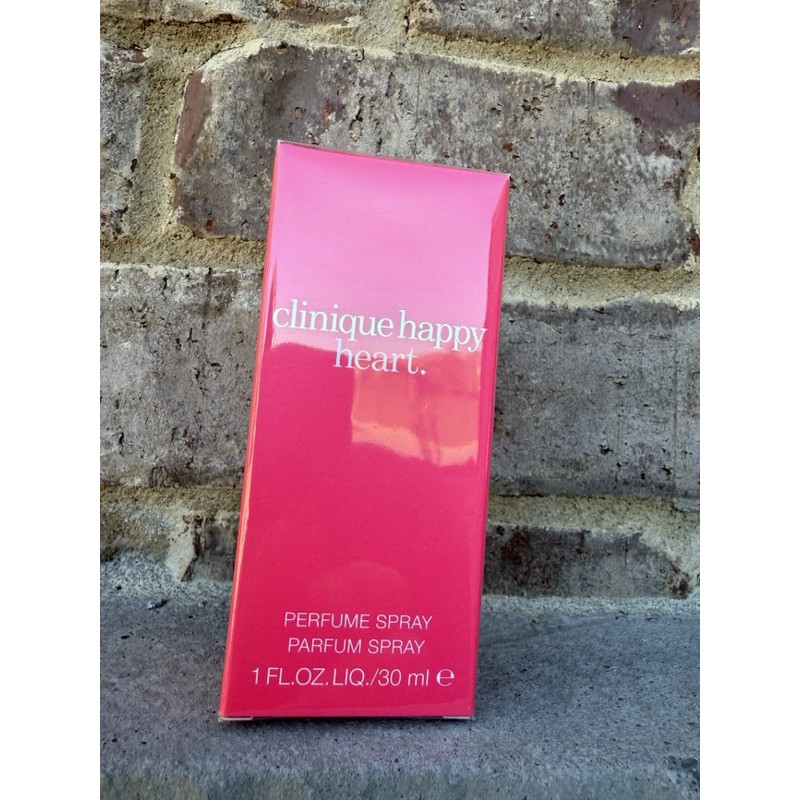 clinique happy
heart.
PERFUME SPRAY
PARFUM SPRAY
1 FL.OZ. LIQ./30 ml ℮